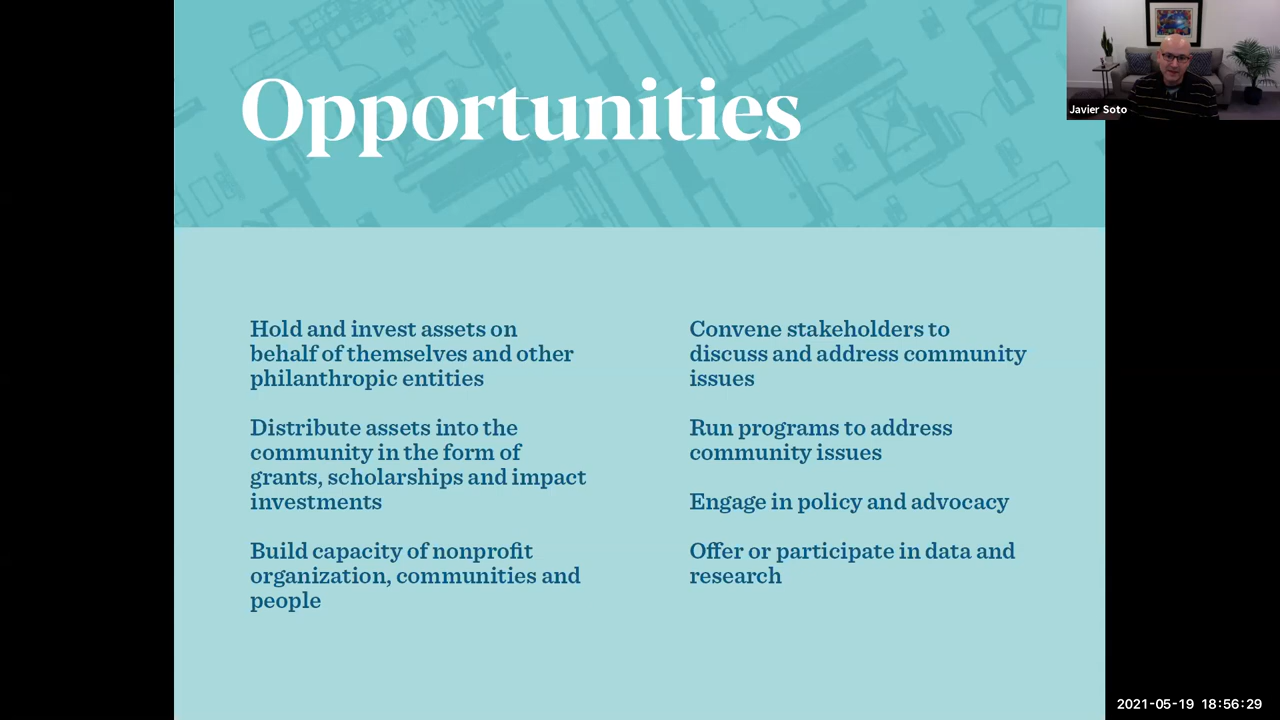 Opportunities
Javier Soto
Hold and invest assets on
behalf of themselves and other
philanthropic entities
Distribute assets into the
community in the form of
grants, scholarships and impact
investments
Build capacity of nonprofit
organization, communities and
people
Convene stakeholders to
discuss and address community
issues
Run programs to address
community issues
Engage in policy and advocacy
Offer or participate in data and
research
2021-05-19 18:56:29